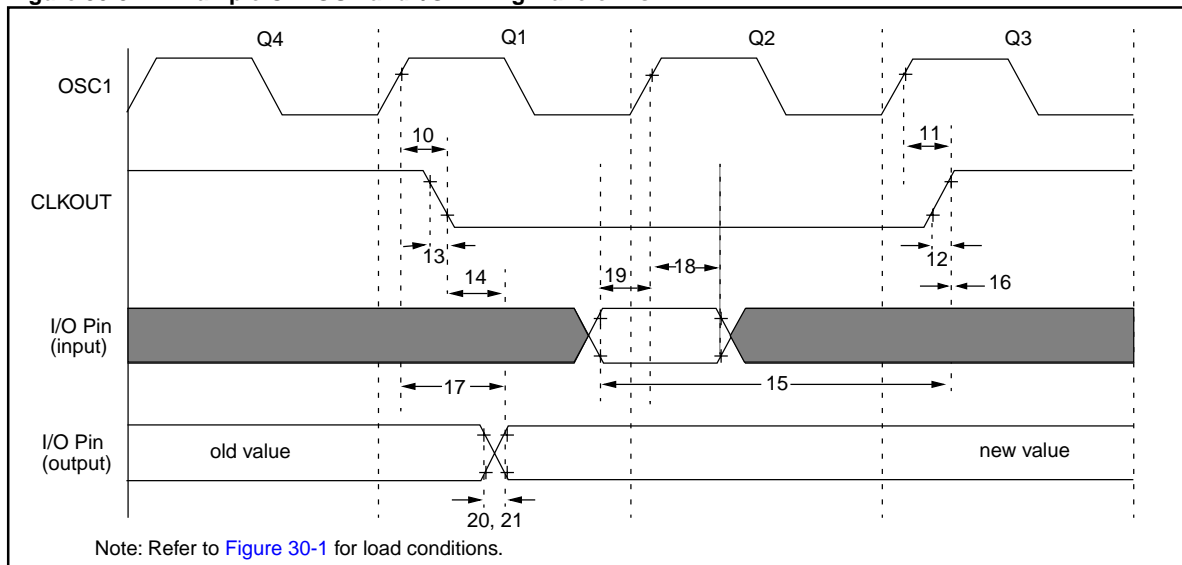 Q4 Q1 Q2 Q3
OSC1
10 11
CLKOUT
13 12
14 19 18 16
I/O Pin
(input)
17 15
I/O Pin
(output)
old value new value
20, 21
Note: Refer to Figure 30-1 for load conditions.